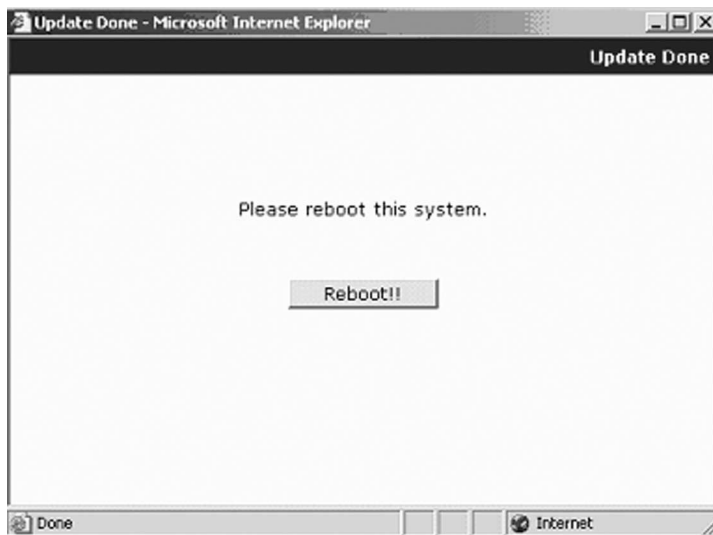 Update Done - Microsoft Internet Explorer
Update Done
Please reboot this system.
Reboot!!
Done
Internet